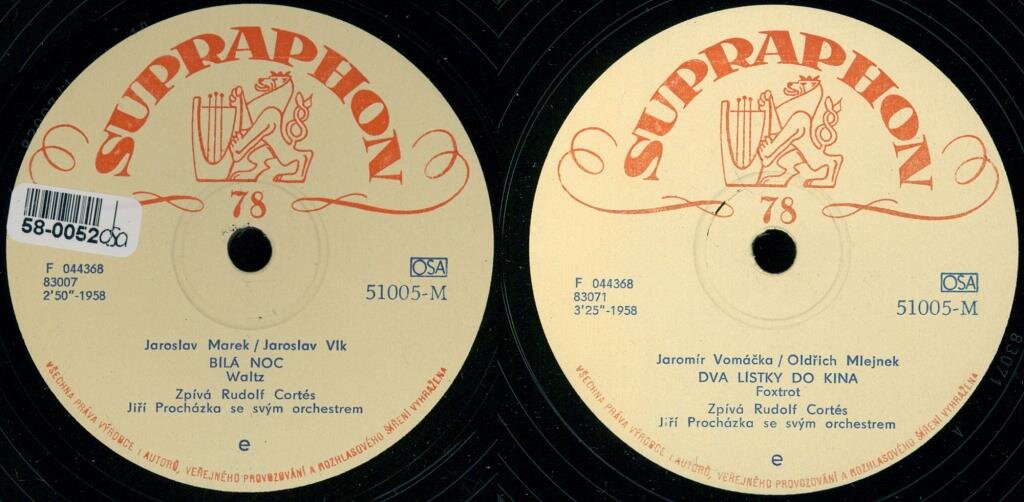 SUPRAPHON
78
58-0052
F 044368
83007
2'50"-1958
OSA
51005-M
Jaroslav Marek / Jaroslav Vlk
BÍLÁ NOC
Waltz
Zpívá Rudolf Cortés
Jiří Procházka se svým orchestrem
e
VŠECHNA PRÁVA VÝROBCE I AUTORŮ, VEŘEJNÉHO PROVOZOVÁNÍ A ROZHLASOVÉHO ŠÍŘENÍ VYHRAŽENA
SUPRAPHON
78
F 044368
83071
3'25"-1958
OSA
51005-M
Jaromír Vomáčka / Oldřich Mlejnek
DVA LÍSTKY DO KINA
Foxtrot
Zpívá Rudolf Cortés
Jiří Procházka se svým orchestrem
e
VŠECHNA PRÁVA VÝROBCE I AUTORŮ, VEŘEJNÉHO PROVOZOVÁNÍ A ROZHLASOVÉHO ŠÍŘENÍ VYHRAŽENA
83071 A